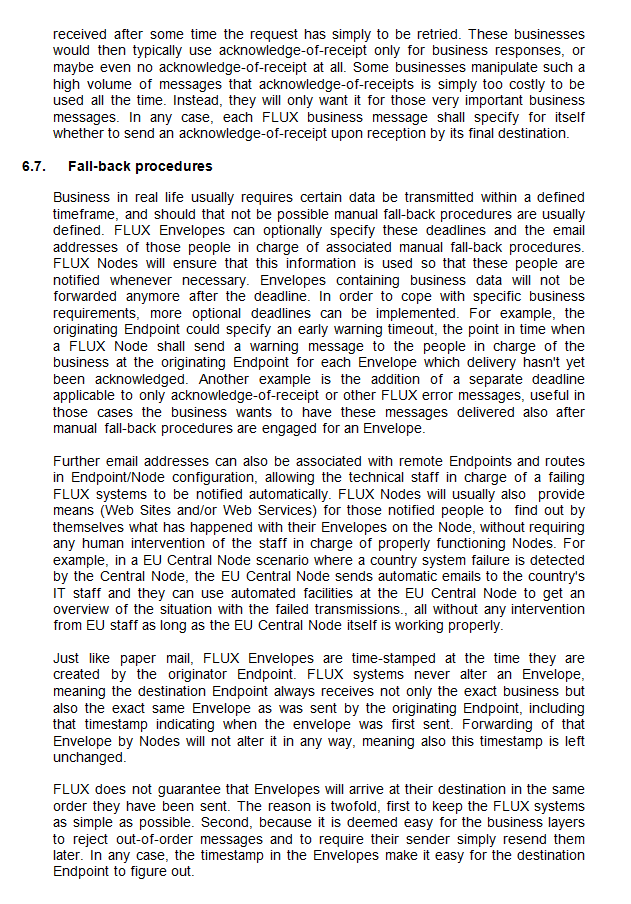 received after some time the request has simply to be retried. These businesses
would then typically use acknowledge-of-receipt only for business responses, or
maybe even no acknowledge-of-receipt at all. Some businesses manipulate such a
high volume of messages that acknowledge-of-receipts is simply too costly to be
used all the time. Instead, they will only want it for those very important business
messages. In any case, each FLUX business message shall specify for itself
whether to send an acknowledge-of-receipt upon reception by its final destination.
6.7. Fall-back procedures
Business in real life usually requires certain data be transmitted within a defined
timeframe, and should that not be possible manual fall-back procedures are usually
defined. FLUX Envelopes can optionally specify these deadlines and the email
addresses of those people in charge of associated manual fall-back procedures.
FLUX Nodes will ensure that this information is used so that these people are
notified whenever necessary. Envelopes containing business data will not be
forwarded anymore after the deadline. In order to cope with specific business
requirements, more optional deadlines can be implemented. For example, the
originating Endpoint could specify an early warning timeout, the point in time when
a FLUX Node shall send a warning message to the people in charge of the
business at the originating Endpoint for each Envelope which delivery hasn't yet
been acknowledged. Another example is the addition of a separate deadline
applicable to only acknowledge-of-receipt or other FLUX error messages, useful in
those cases the business wants to have these messages delivered also after
manual fall-back procedures are engaged for an Envelope.
Further email addresses can also be associated with remote Endpoints and routes
in Endpoint/Node configuration, allowing the technical staff in charge of a failing
FLUX systems to be notified automatically. FLUX Nodes will usually also provide
means (Web Sites and/or Web Services) for those notified people to find out by
themselves what has happened with their Envelopes on the Node, without requiring
any human intervention of the staff in charge of properly functioning Nodes. For
example, in a EU Central Node scenario where a country system failure is detected
by the Central Node, the EU Central Node sends automatic emails to the country's
IT staff and they can use automated facilities at the EU Central Node to get an
overview of the situation with the failed transmissions., all without any intervention
from EU staff as long as the EU Central Node itself is working properly.
Just like paper mail, FLUX Envelopes are time-stamped at the time they are
created by the originator Endpoint. FLUX systems never alter an Envelope,
meaning the destination Endpoint always receives not only the exact business but
also the exact same Envelope as was sent by the originating Endpoint, including
that timestamp indicating when the envelope was first sent. Forwarding of that
Envelope by Nodes will not alter it in any way, meaning also this timestamp is left
unchanged.
FLUX does not guarantee that Envelopes will arrive at their destination in the same
order they have been sent. The reason is twofold, first to keep the FLUX systems
as simple as possible. Second, because it is deemed easy for the business layers
to reject out-of-order messages and to require their sender simply resend them
later. In any case, the timestamp in the Envelopes make it easy for the destination
Endpoint to figure out.